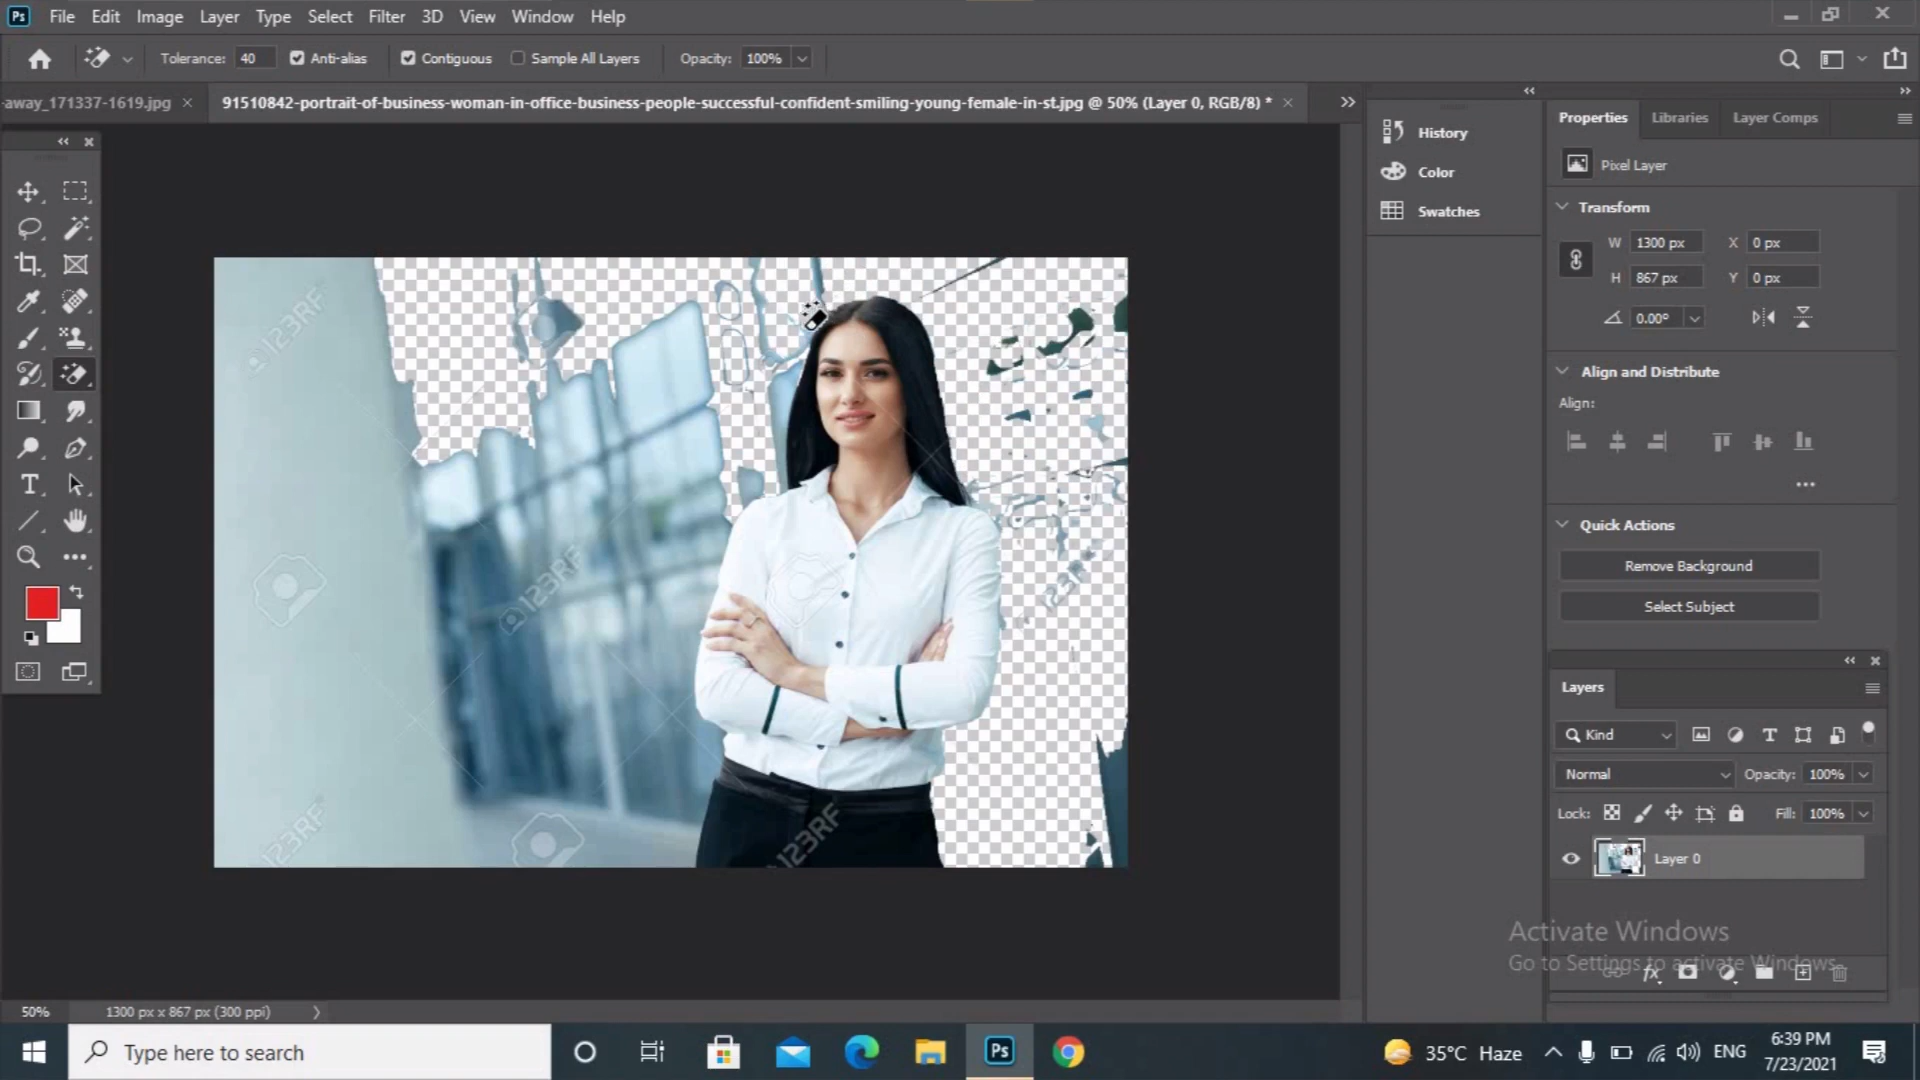 Ps File Edit Image Layer Type Select Filter 3D View Window Help
Tolerance: 40 Anti-alias Contiguous Sample All Layers Opacity: 100%
-away_171337-1619.jpg × 91510842-portrait-of-business-woman-in-office-business-people-successful-confident-smiling-young-female-in-st.jpg @ 50% (Layer 0, RGB/8) * ×
History
Color
Swatches
Properties Libraries Layer Comps
Pixel Layer
Transform
W 1300 px X 0 px
H 867 px Y 0 px
0.00°
Align and Distribute
Align:
Quick Actions
Remove Background
Select Subject
Layers
Kind
Normal Opacity: 100%
Lock: Fill: 100%
Layer 0
Activate Windows
Go to Settings to activate Windows.
123RF
123RF
123RF
123RF
123RF
50% 1300 px x 867 px (300 ppi)
Type here to search
Ps
35°C Haze
ENG
6:39 PM
7/23/2021